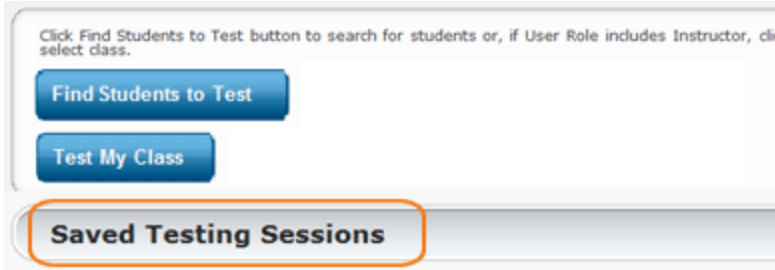 Click Find Students to Test button to search for students or, if User Role includes Instructor,
select class.
Find Students to Test
Test My Class
Saved Testing Sessions